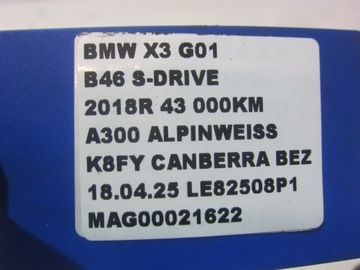 BMW X3 G01
B46 S-DRIVE
2018R 43 000KM
A300 ALPINWEISS
K8FY CANBERRA BEZ
18.04.25 LE82508P1
MAG00021622